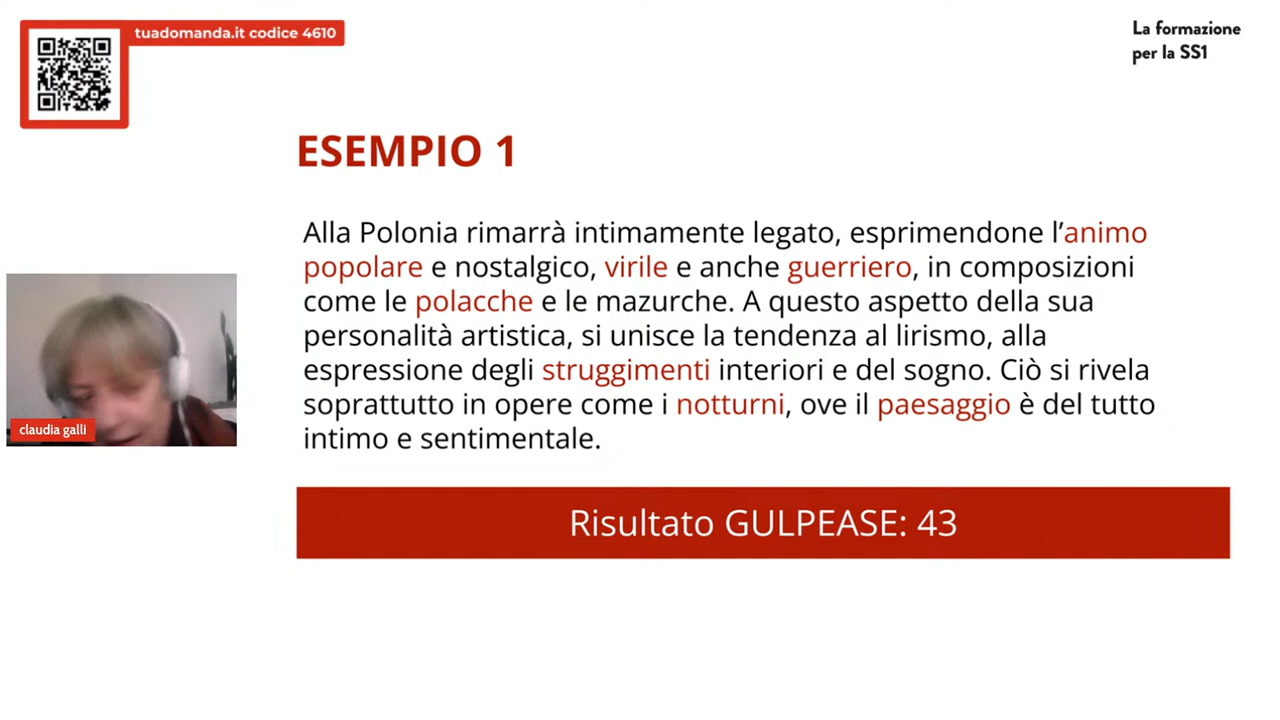 tuadomanda.it codice 4610
La formazione
per la SS1
ESEMPIO 1
Alla Polonia rimarrà intimamente legato, esprimendone l’animo
popolare e nostalgico, virile e anche guerriero, in composizioni
come le polacche e le mazurche. A questo aspetto della sua
personalità artistica, si unisce la tendenza al lirismo, alla
espressione degli struggimenti interiori e del sogno. Ciò si rivela
soprattutto in opere come i notturni, ove il paesaggio è del tutto
intimo e sentimentale.
claudia galli
Risultato GULPEASE: 43